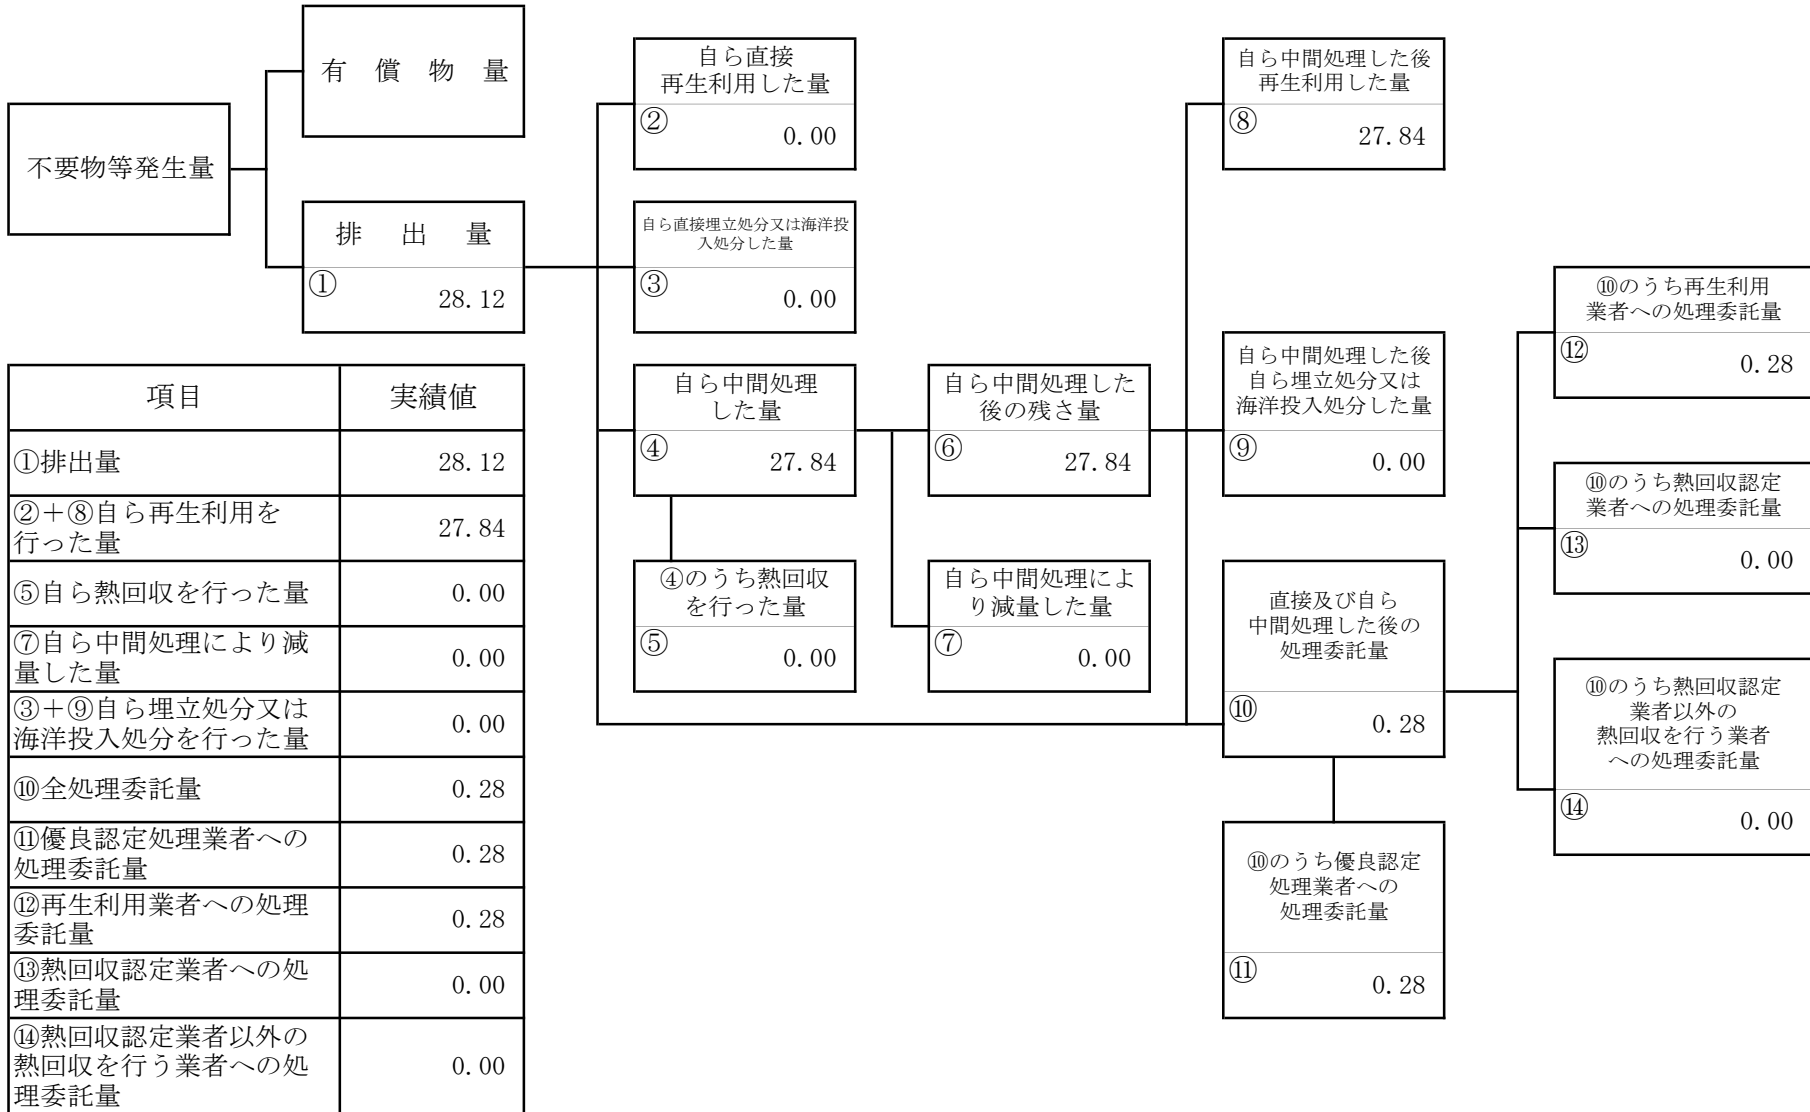 不要物等発生量
有 償 物 量
排 出 量
①
28.12
自ら直接
再生利用した量
②
0.00
自ら直接埋立処分又は海洋投
入処分した量
③
0.00
自ら中間処理
した量
④
27.84
④のうち熱回収
を行った量
⑤
0.00
自ら中間処理した
後の残さ量
⑥
27.84
自ら中間処理によ
り減量した量
⑦
0.00
自ら中間処理した後
再生利用した量
⑧
27.84
自ら中間処理した後
自ら埋立処分又は
海洋投入処分した量
⑨
0.00
直接及び自ら
中間処理した後の
処理委託量
⑩
0.28
⑩のうち優良認定
処理業者への
処理委託量
⑪
0.28
⑩のうち再生利用
業者への処理委託量
⑫
0.28
⑩のうち熱回収認定
業者への処理委託量
⑬
0.00
⑩のうち熱回収認定
業者以外の
熱回収を行う業者
への処理委託量
⑭
0.00
項目 実績値
①排出量 28.12
②＋⑧自ら再生利用を
行った量 27.84
⑤自ら熱回収を行った量 0.00
⑦自ら中間処理により減
量した量 0.00
③＋⑨自ら埋立処分又は
海洋投入処分を行った量 0.00
⑩全処理委託量 0.28
⑪優良認定処理業者への
処理委託量 0.28
⑫再生利用業者への処理
委託量 0.28
⑬熱回収認定業者への処
理委託量 0.00
⑭熱回収認定業者以外の
熱回収を行う業者への処
理委託量 0.00